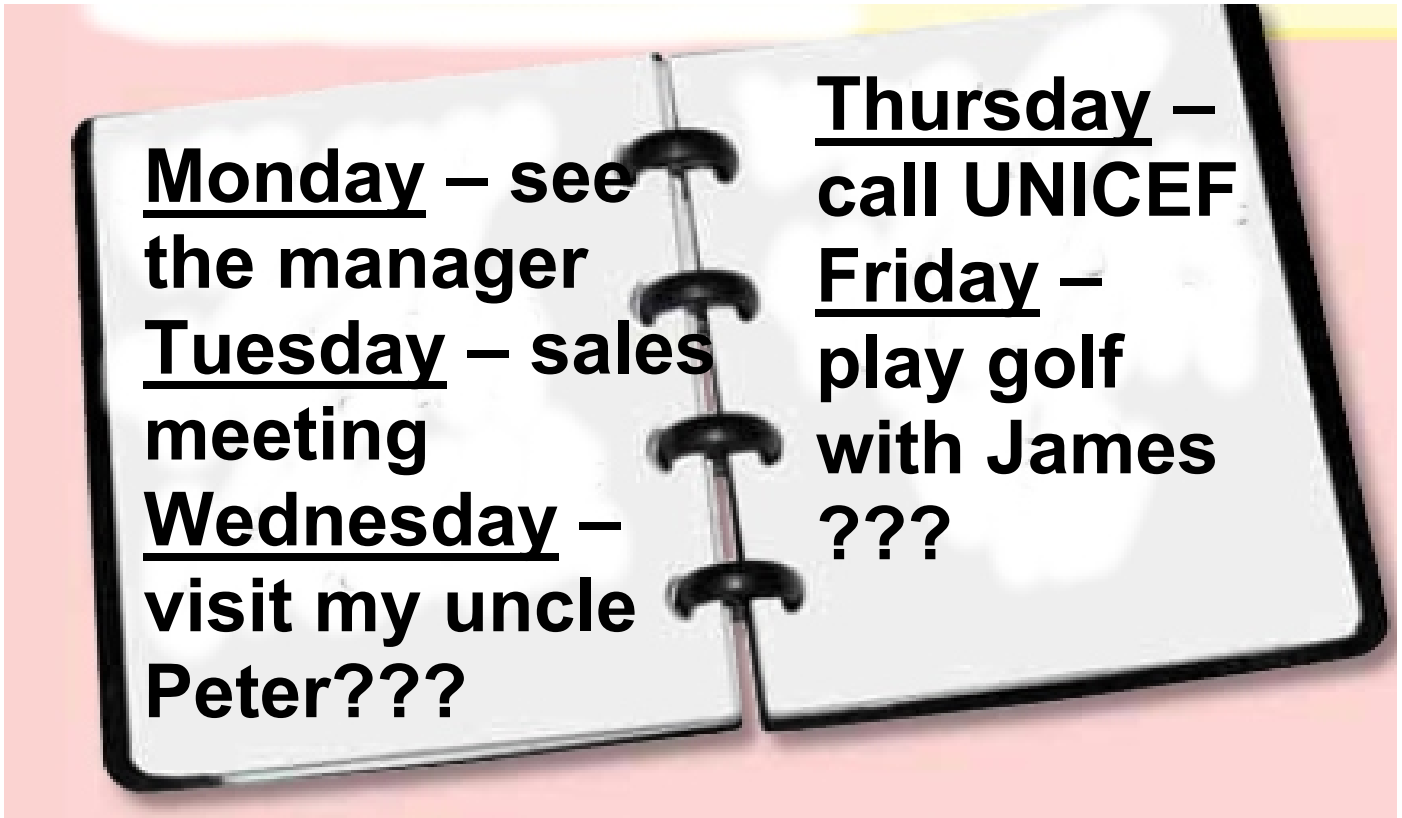 Monday – see
the manager
Tuesday – sales
meeting
Wednesday –
visit my uncle
Peter???
Thursday –
call UNICEF
Friday –
play golf
with James
???